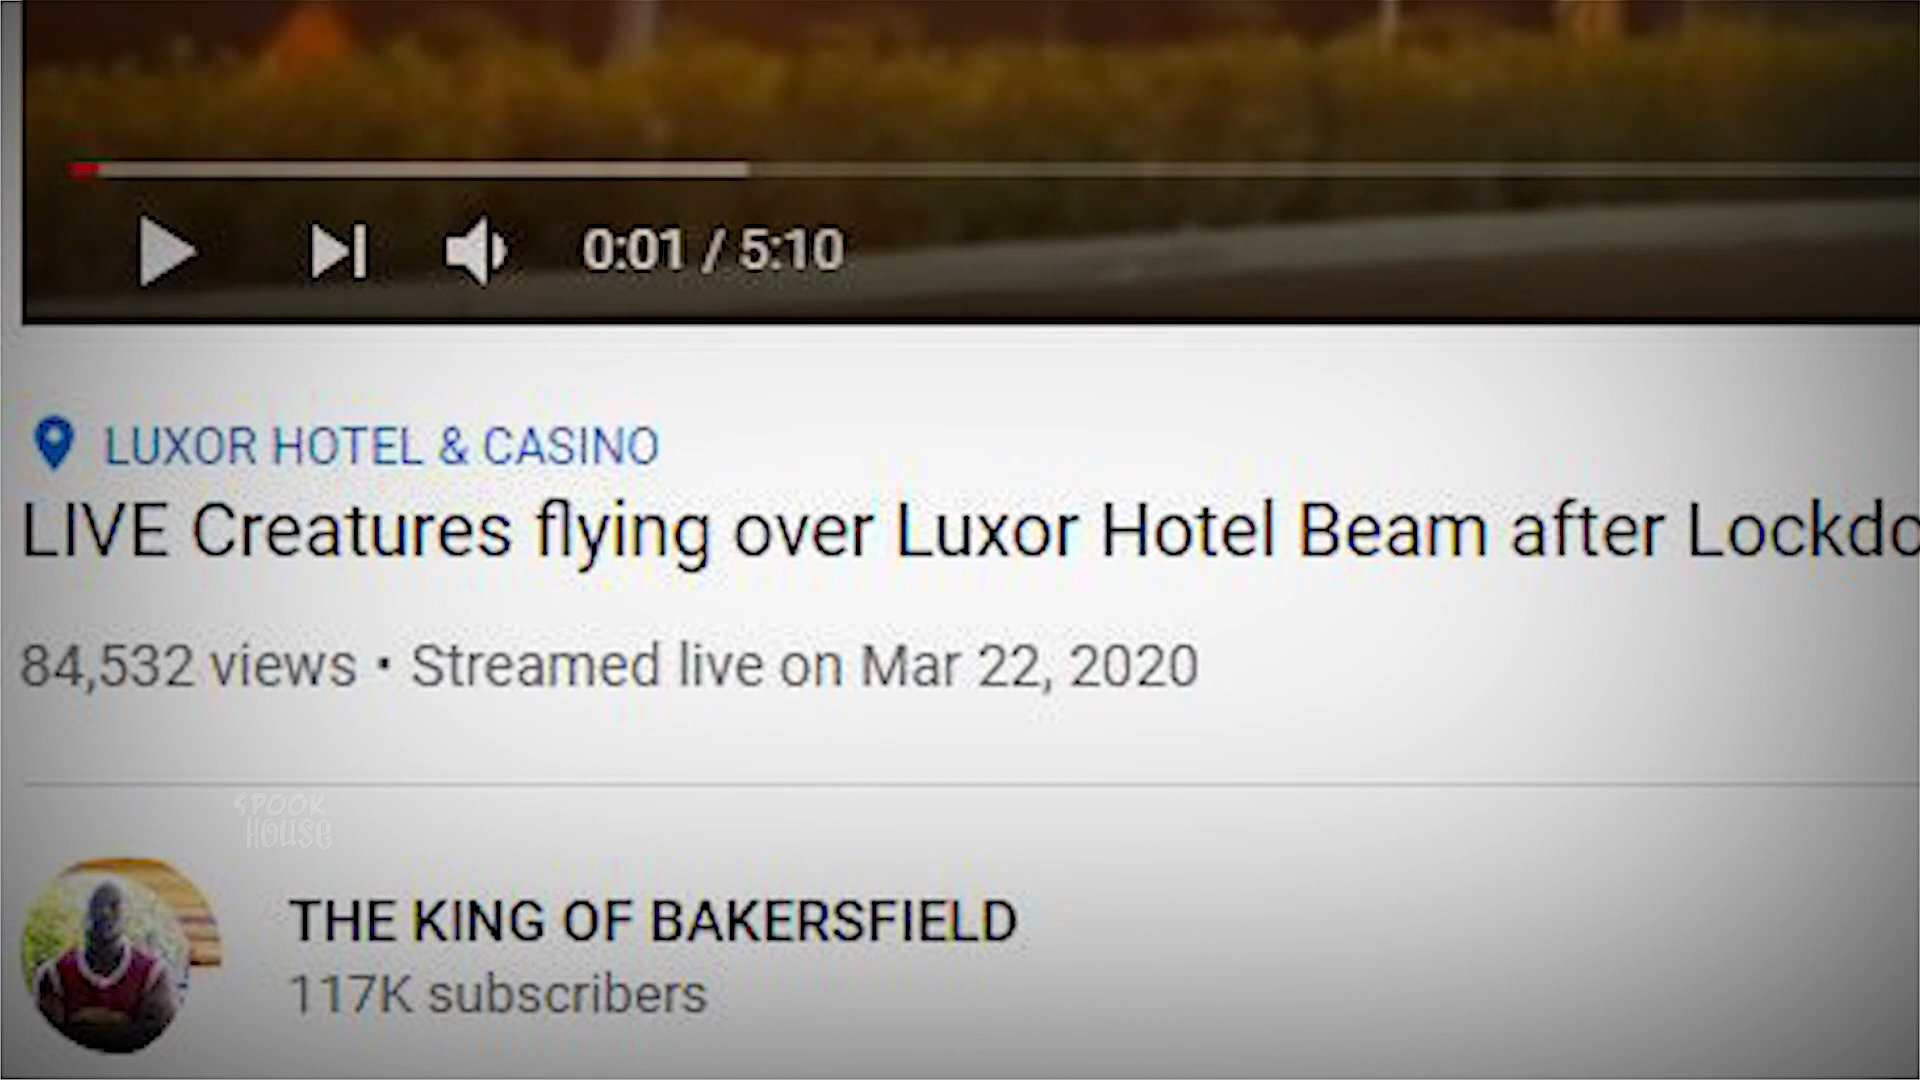 0:01 / 5:10
LUXOR HOTEL & CASINO
LIVE Creatures flying over Luxor Hotel Beam after Lockdo
84,532 views • Streamed live on Mar 22, 2020
SPOOK
HOUSE
THE KING OF BAKERSFIELD
117K subscribers